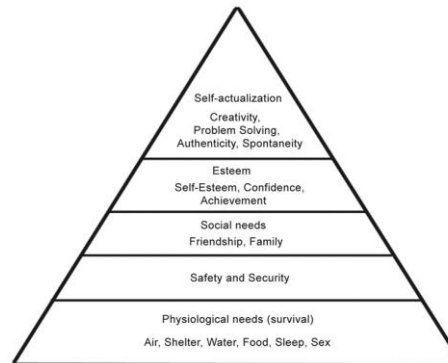 Self-actualization
Creativity,
Problem Solving,
Authenticity, Spontaneity
Esteem
Self-Esteem, Confidence,
Achievement
Social needs
Friendship, Family
Safety and Security
Physiological needs (survival)
Air, Shelter, Water, Food, Sleep, Sex